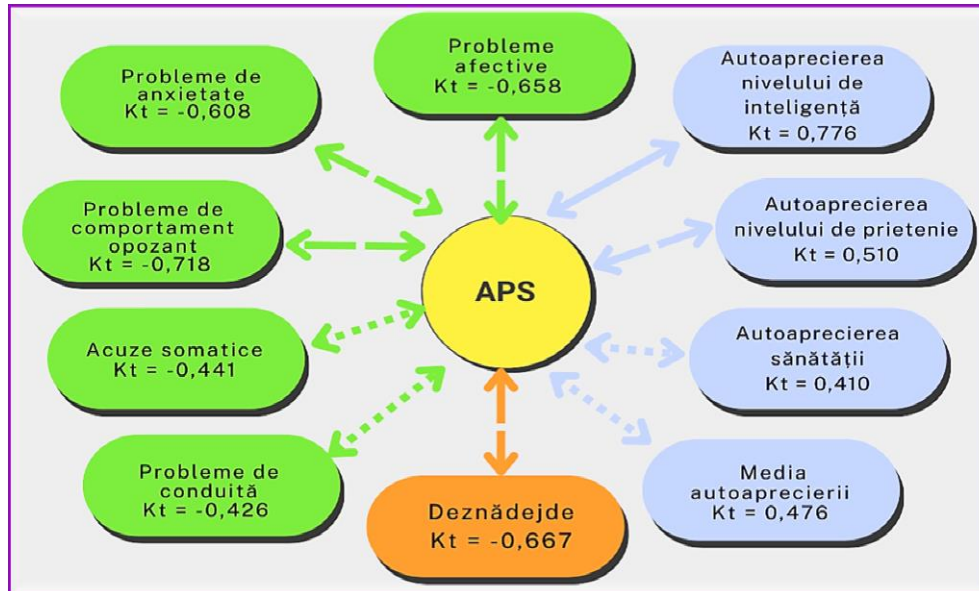 Probleme de
anxietate
Kt = -0,608
Probleme
afective
Kt = -0,658
Autoaprecierea
nivelului de
inteligență
Kt = 0,776
Probleme de
comportament
opozant
Kt = -0,718
Autoaprecierea
nivelului de prietenie
Kt = 0,510
APS
Acuze somatice
Kt = -0,441
Autoaprecierea
sănătății
Kt = 0,410
Probleme de
conduită
Kt = -0,426
Deznădejde
Kt = -0,667
Media
autoaprecierii
Kt = 0,476